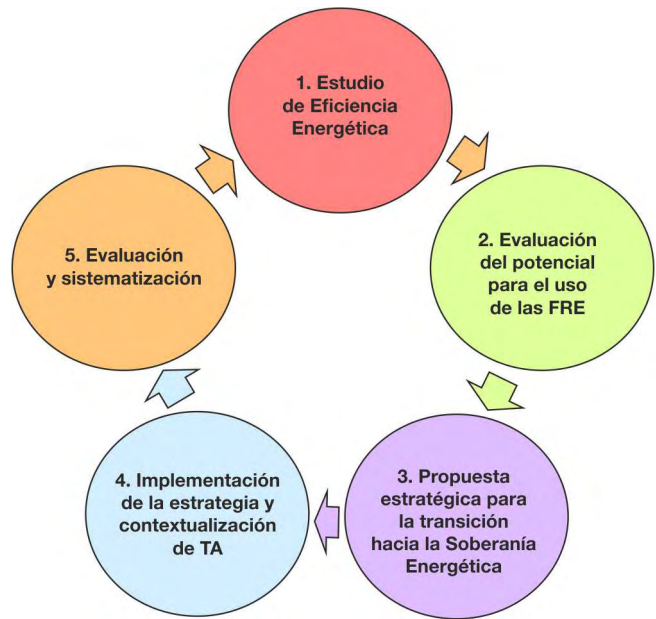 1. Estudio
de Eficiencia
Energética
2. Evaluación
del potencial
para el uso
de las FRE
3. Propuesta
estratégica para
la transición
hacia la Soberanía
Energética
4. Implementación
de la estrategia y
contextualización
de TA
5. Evaluación
y sistematización